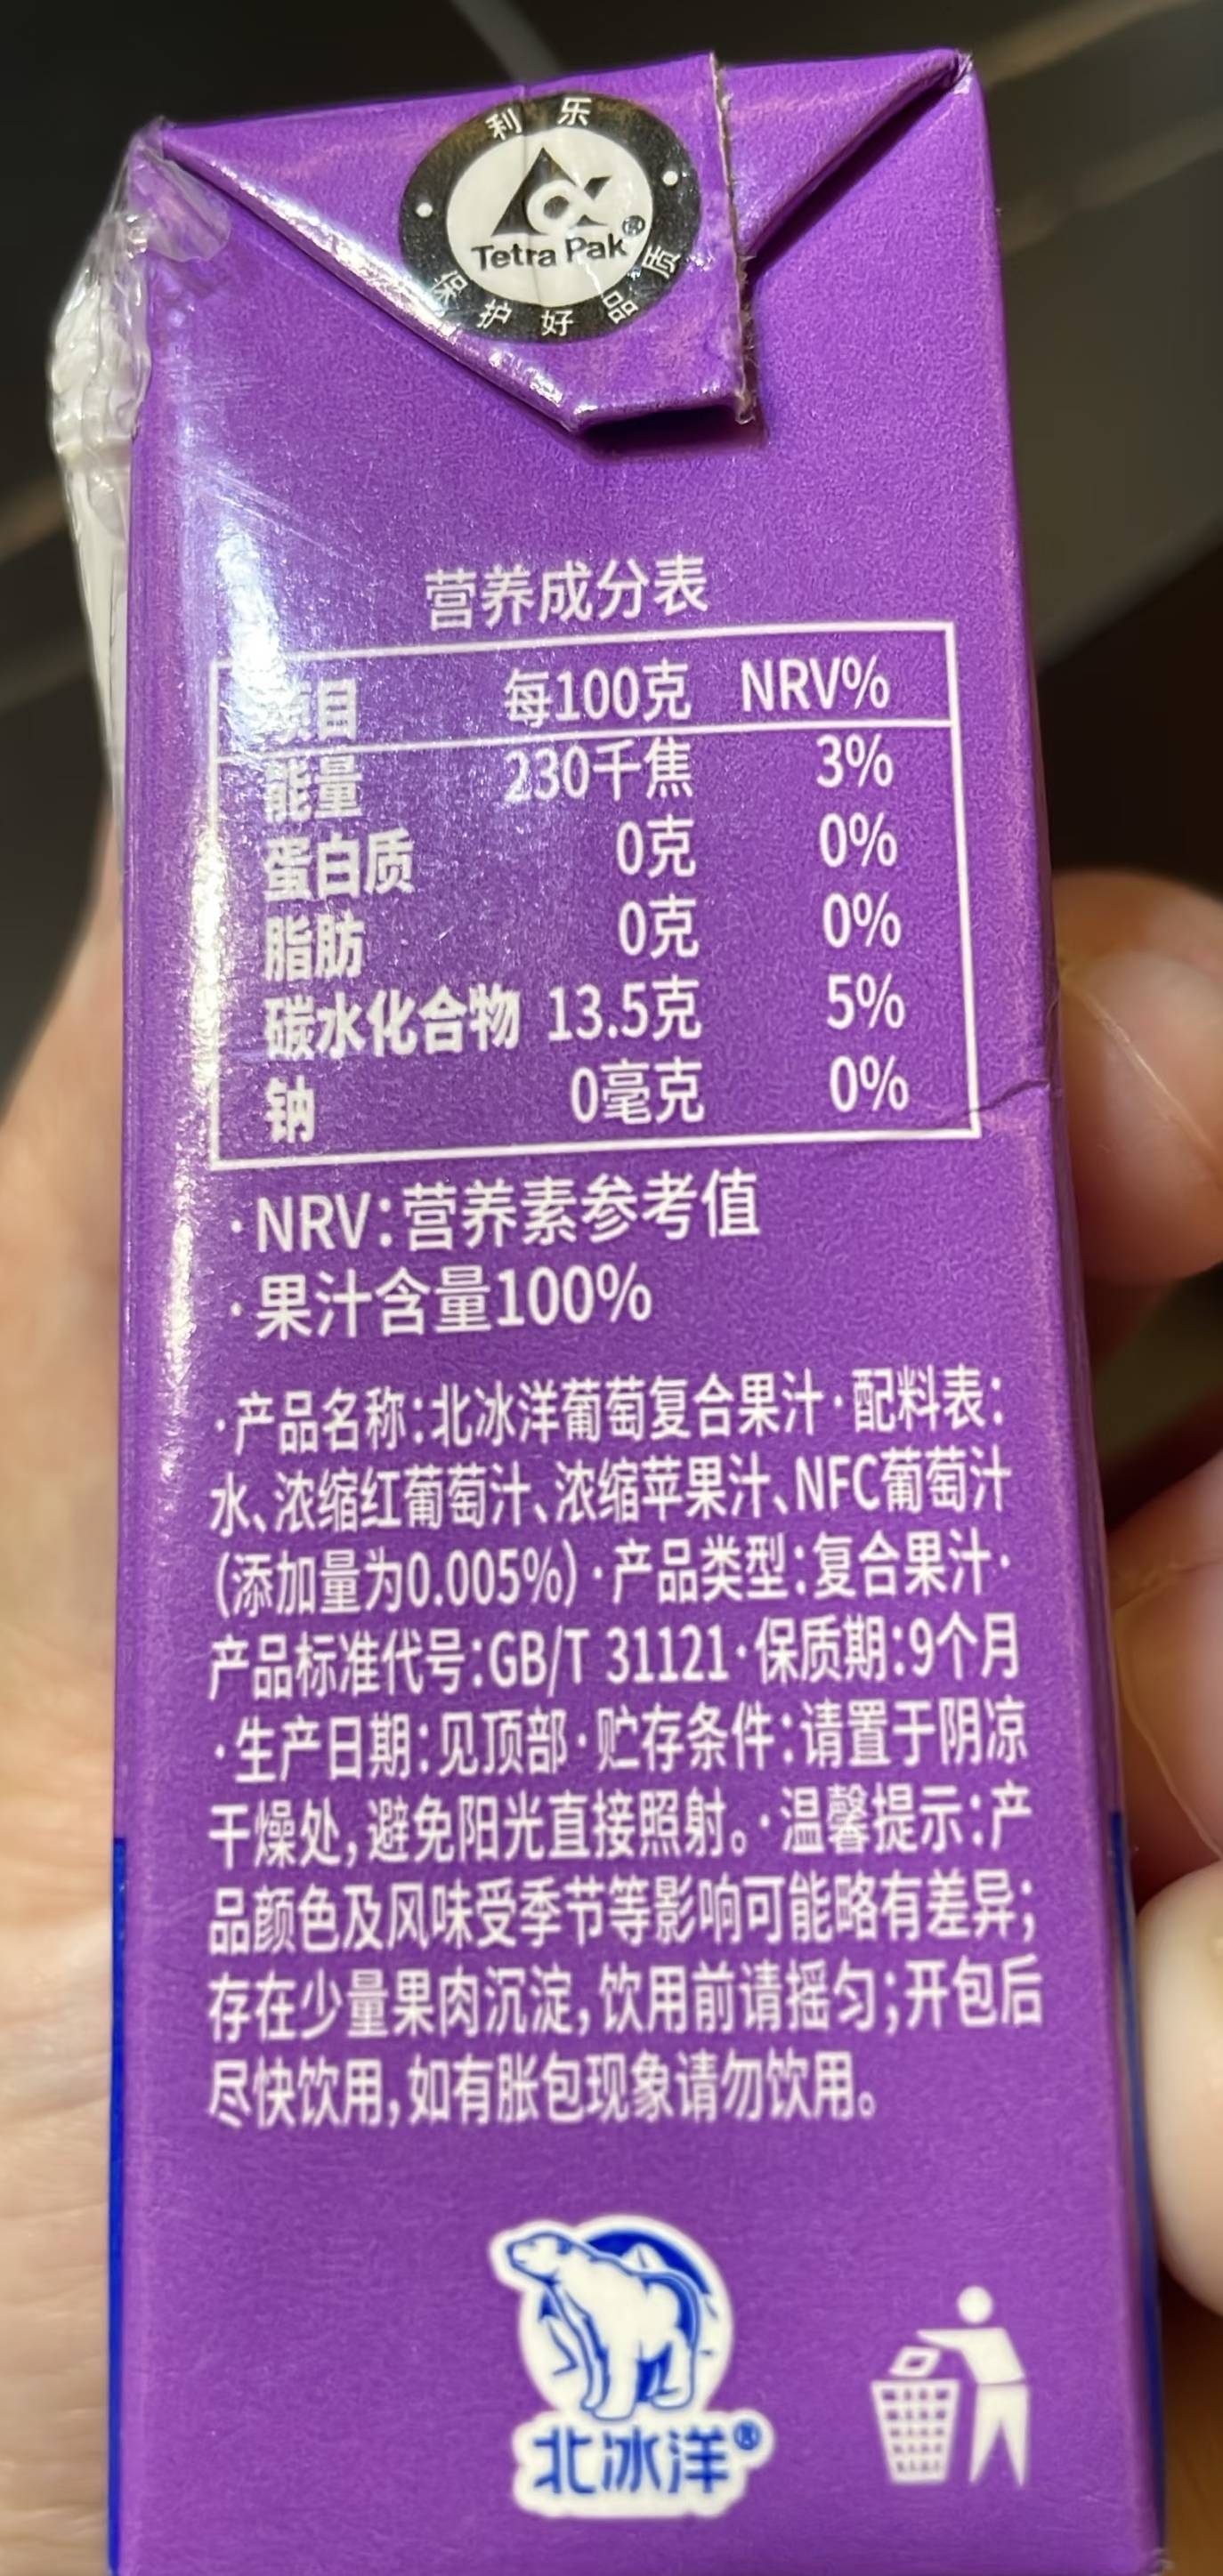 利乐
Tetra Pak®
保护好品质
营养成分表
项目 每100克 NRV%
能量 230千焦 3%
蛋白质 0克 0%
脂肪 0克 0%
碳水化合物 13.5克 5%
钠 0毫克 0%
·NRV:营养素参考值
·果汁含量100%
·产品名称:北冰洋葡萄复合果汁·配料表:
水、浓缩红葡萄汁、浓缩苹果汁、NFC葡萄汁
(添加量为0.005%)·产品类型:复合果汁·
产品标准代号:GB/T 31121·保质期:9个月
·生产日期:见顶部·贮存条件:请置于阴凉
干燥处,避免阳光直接照射。·温馨提示:产
品颜色及风味受季节等影响可能略有差异;
存在少量果肉沉淀,饮用前请摇匀;开包后
尽快饮用,如有胀包现象请勿饮用。
北冰洋®